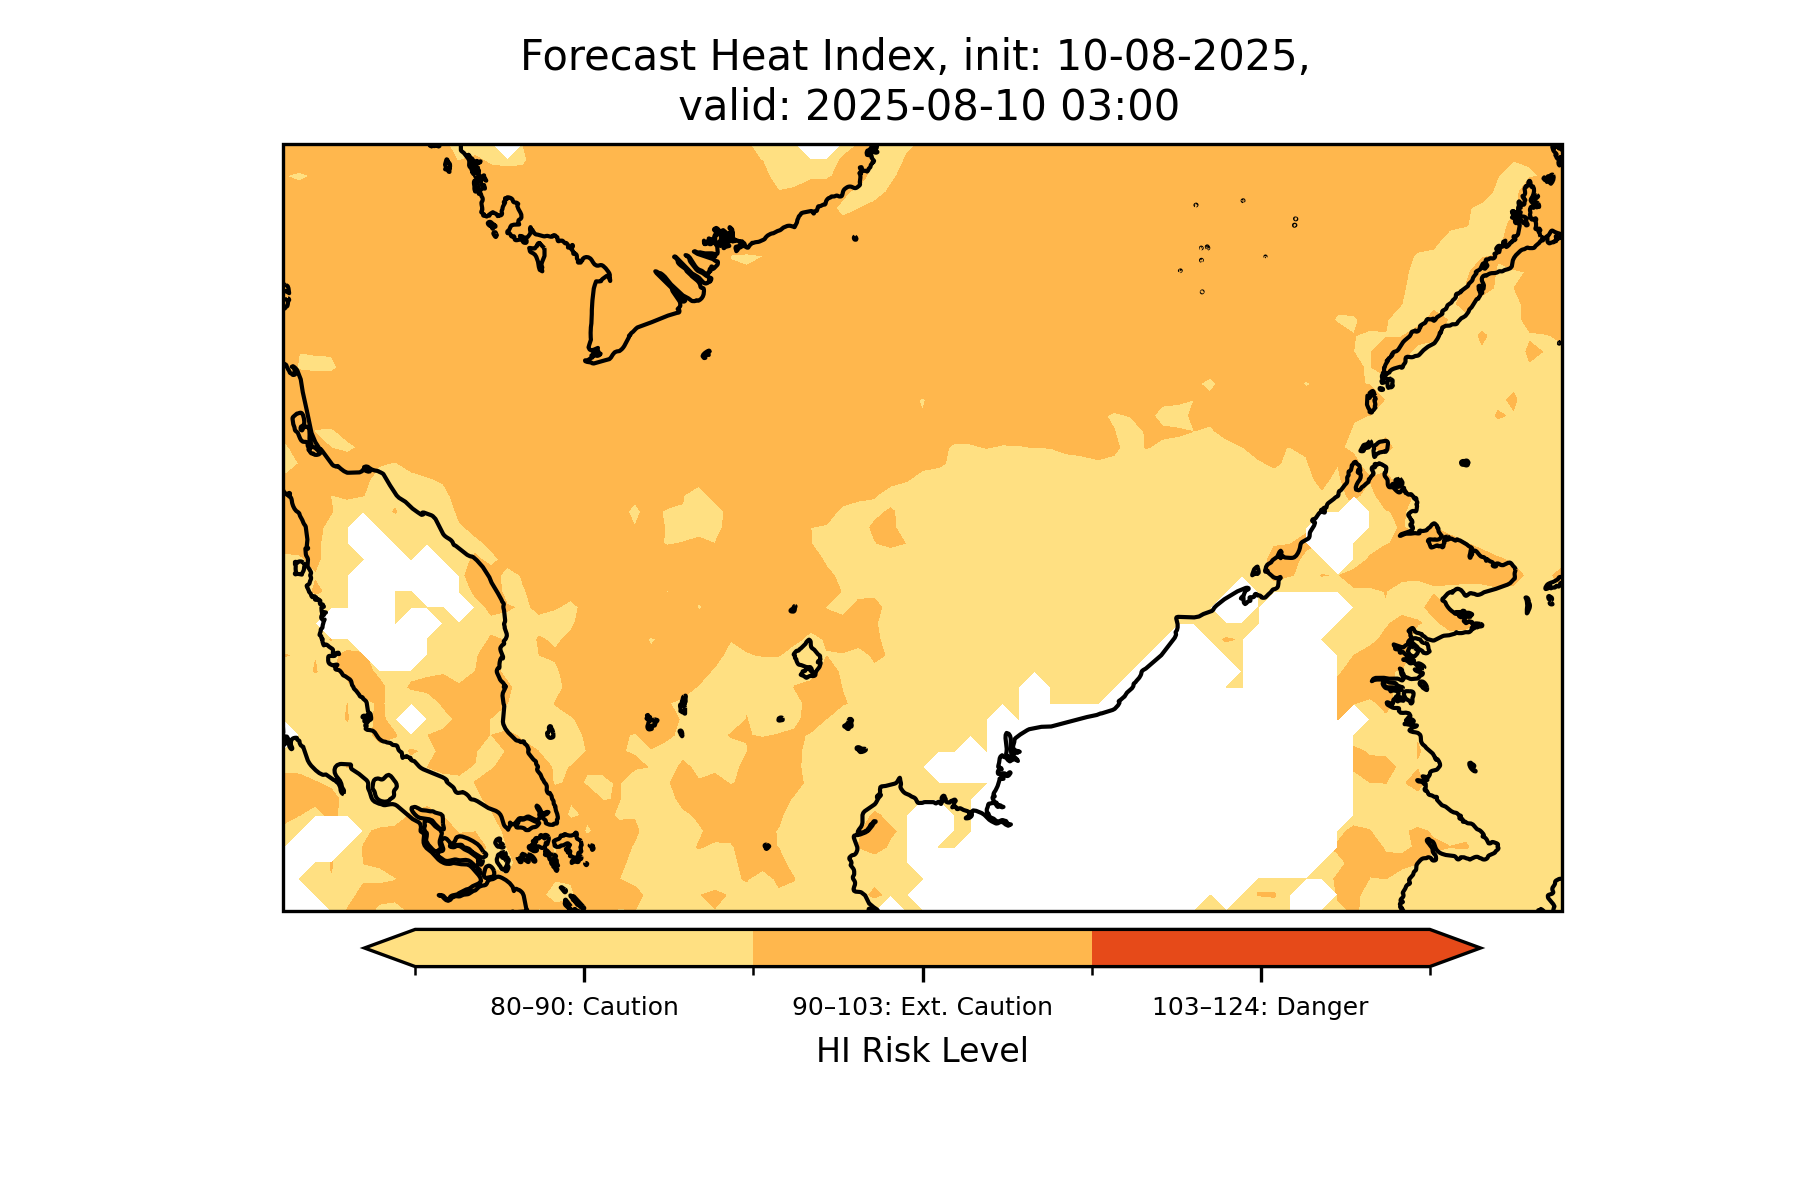 Forecast Heat Index, init: 10-08-2025,
valid: 2025-08-10 03:00
80–90: Caution
90–103: Ext. Caution
103–124: Danger
HI Risk Level